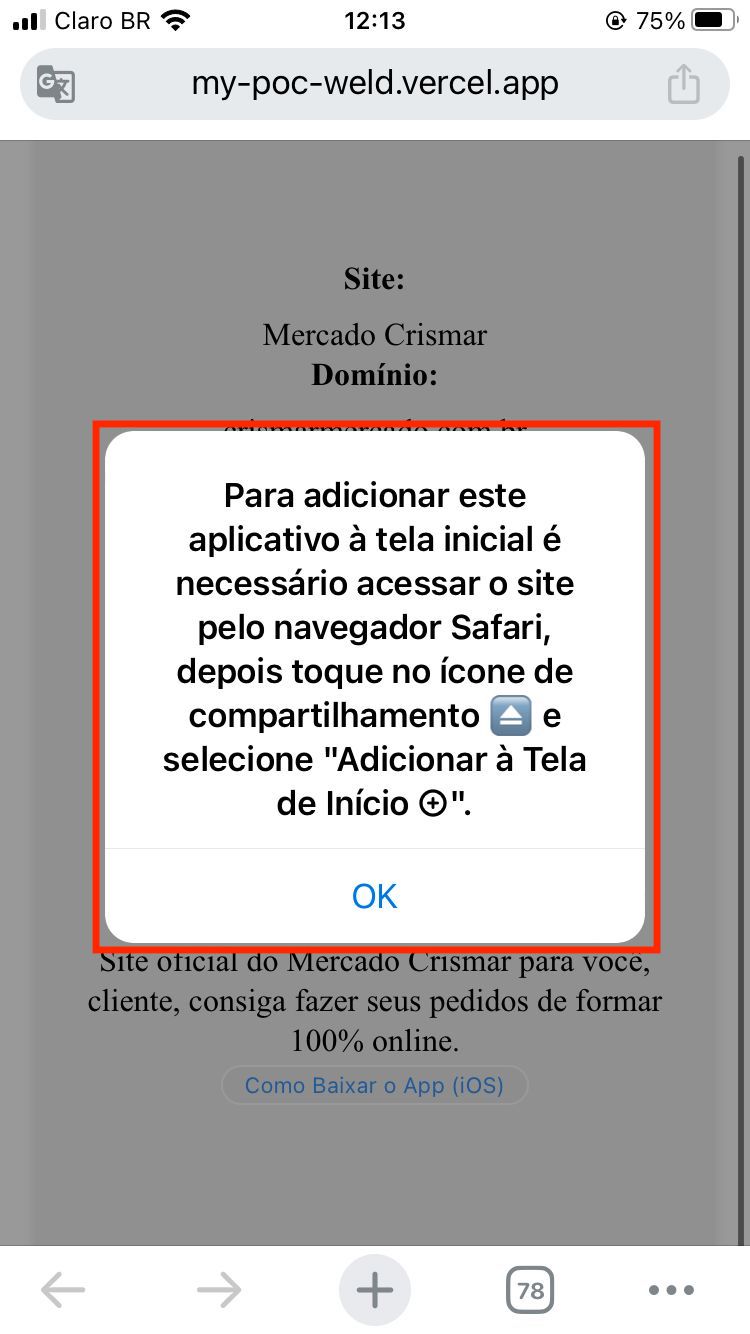 Claro BR 12:13 75%
my-poc-weld.vercel.app
Site:
Mercado Crismar
Domínio:
crismarmercado.com.br
Para adicionar este
aplicativo à tela inicial é
necessário acessar o site
pelo navegador Safari,
depois toque no ícone de
compartilhamento ⏏️ e
selecione "Adicionar à Tela
de Início ⊕".
OK
Site oficial do Mercado Crismar para você,
cliente, consiga fazer seus pedidos de formar
100% online.
Como Baixar o App (iOS)
78